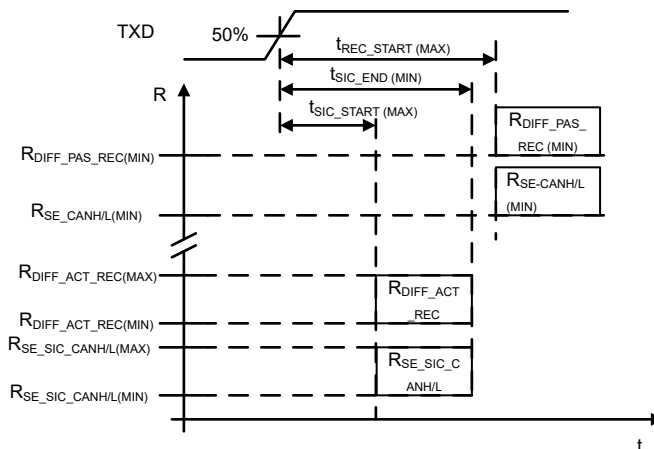 TXD
50%
tREC_START (MAX)
tSIC_END (MIN)
tSIC_START (MAX)
R
RDIFF_PAS_REC(MIN)
RDIFF_PAS_
REC (MIN)
RSE_CANH/L(MIN)
RSE-CANH/L
(MIN)
RDIFF_ACT_REC(MAX)
RDIFF_ACT
_REC
RDIFF_ACT_REC(MIN)
RSE_SIC_CANH/L(MAX)
RSE_SIC_C
ANH/L
RSE_SIC_CANH/L(MIN)
t